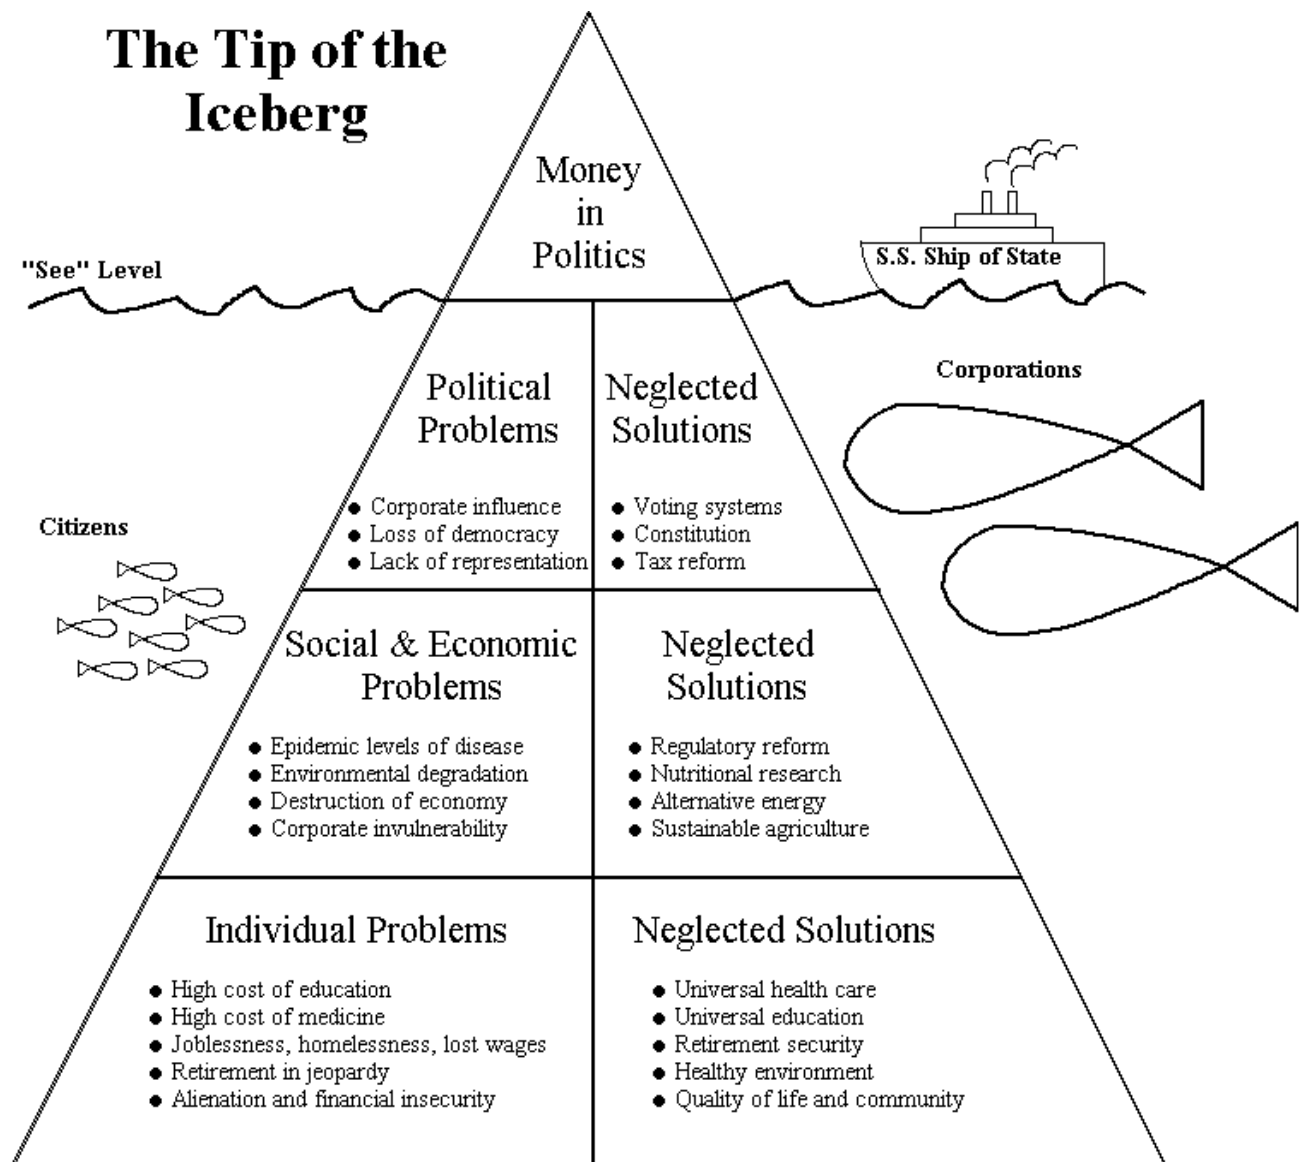 The Tip of the
Iceberg
Money
in
Politics
"See" Level
S.S. Ship of State
Corporations
Citizens
Political
Problems
● Corporate influence
● Loss of democracy
● Lack of representation
Neglected
Solutions
● Voting systems
● Constitution
● Tax reform
Social & Economic
Problems
● Epidemic levels of disease
● Environmental degradation
● Destruction of economy
● Corporate invulnerability
Neglected
Solutions
● Regulatory reform
● Nutritional research
● Alternative energy
● Sustainable agriculture
Individual Problems
● High cost of education
● High cost of medicine
● Joblessness, homelessness, lost wages
● Retirement in jeopardy
● Alienation and financial insecurity
Neglected Solutions
● Universal health care
● Universal education
● Retirement security
● Healthy environment
● Quality of life and community